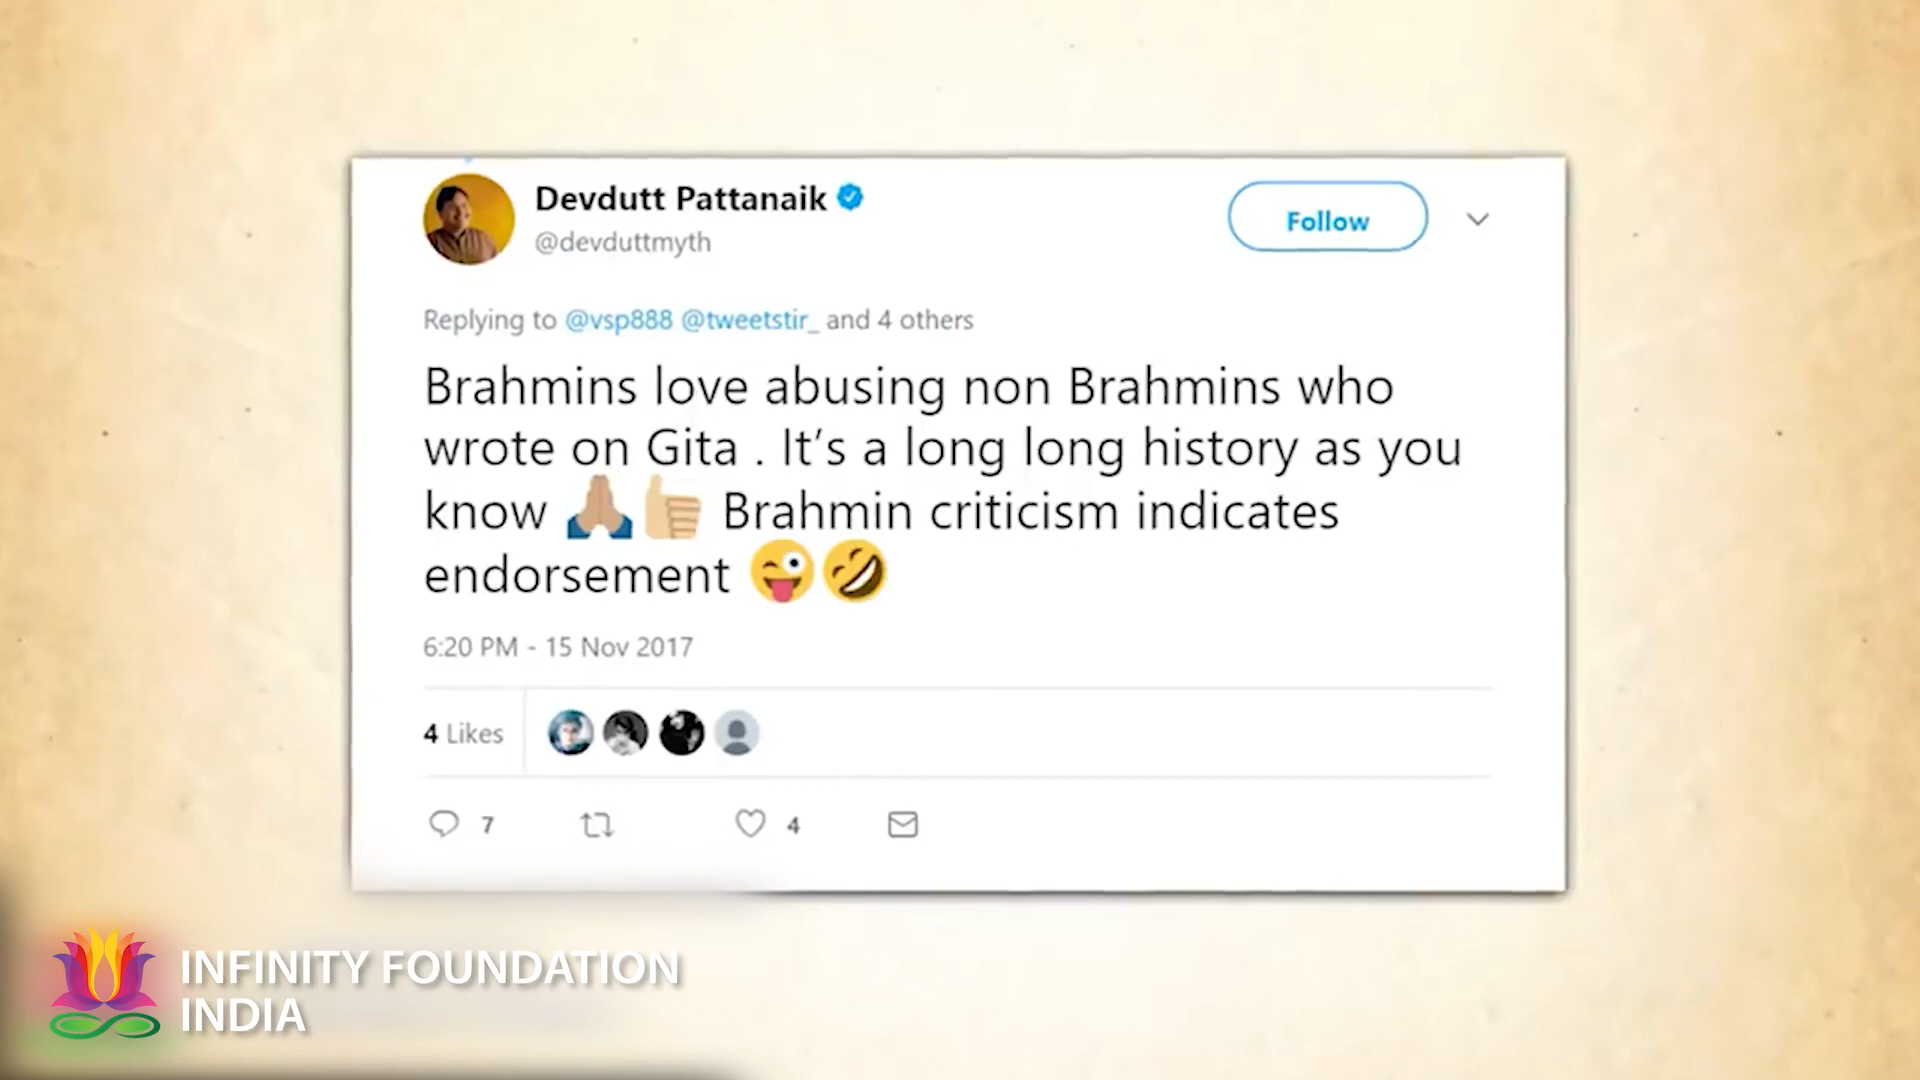 Devdutt Pattanaik
@devduttmyth
Follow
Replying to @vsp888 @tweetstir_ and 4 others
Brahmins love abusing non Brahmins who
wrote on Gita . It's a long long history as you
know 🙏🏼👍🏼 Brahmin criticism indicates
endorsement 😜🤣
6:20 PM - 15 Nov 2017
4 Likes
7
4
INFINITY FOUNDATION
INDIA